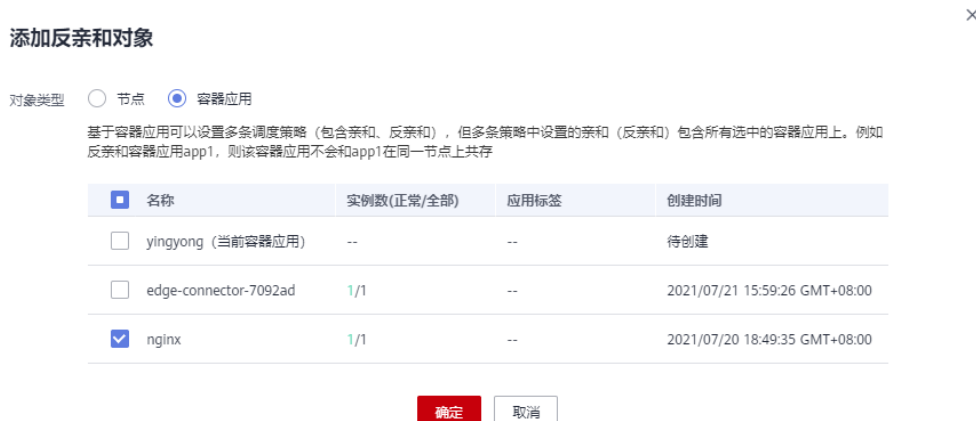 添加反亲和对象
对象类型 节点 容器应用
基于容器应用可以设置多条调度策略（包含亲和、反亲和），但多条策略中设置的亲和（反亲和）包含所有选中的容器应用上。例如
反亲和容器应用app1，则该容器应用不会和app1在同一节点上共存
名称 实例数(正常/全部) 应用标签 创建时间
yingyong（当前容器应用） -- -- 待创建
edge-connector-7092ad 1/1 -- 2021/07/21 15:59:26 GMT+08:00
nginx 1/1 -- 2021/07/20 18:49:35 GMT+08:00
确定 取消